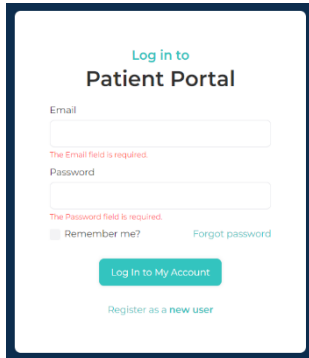 Log in to
Patient Portal
Email
The Email field is required.
Password
The Password field is required.
Remember me? Forgot password
Log In to My Account
Register as a new user